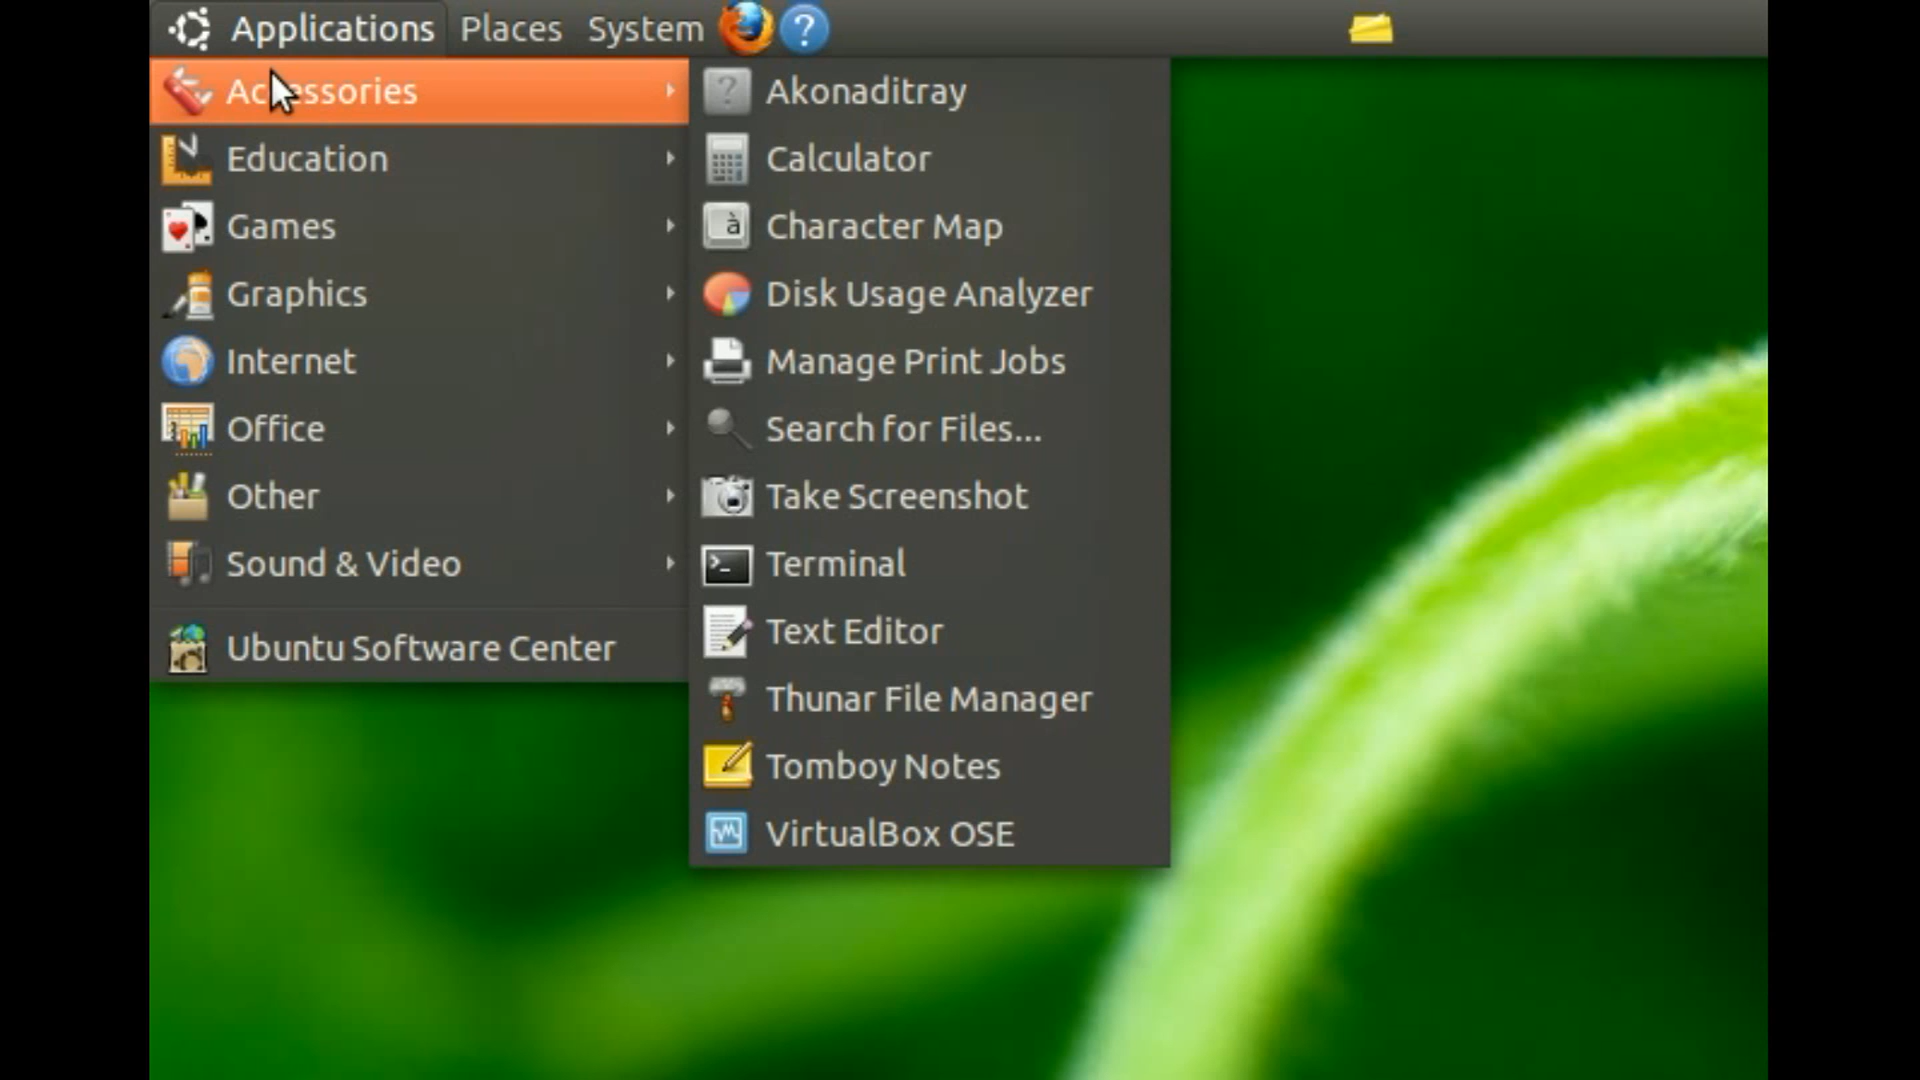 Applications Places System
Accessories
Education
Games
Graphics
Internet
Office
Other
Sound & Video
Ubuntu Software Center
Akonaditray
Calculator
Character Map
Disk Usage Analyzer
Manage Print Jobs
Search for Files...
Take Screenshot
Terminal
Text Editor
Thunar File Manager
Tomboy Notes
VirtualBox OSE